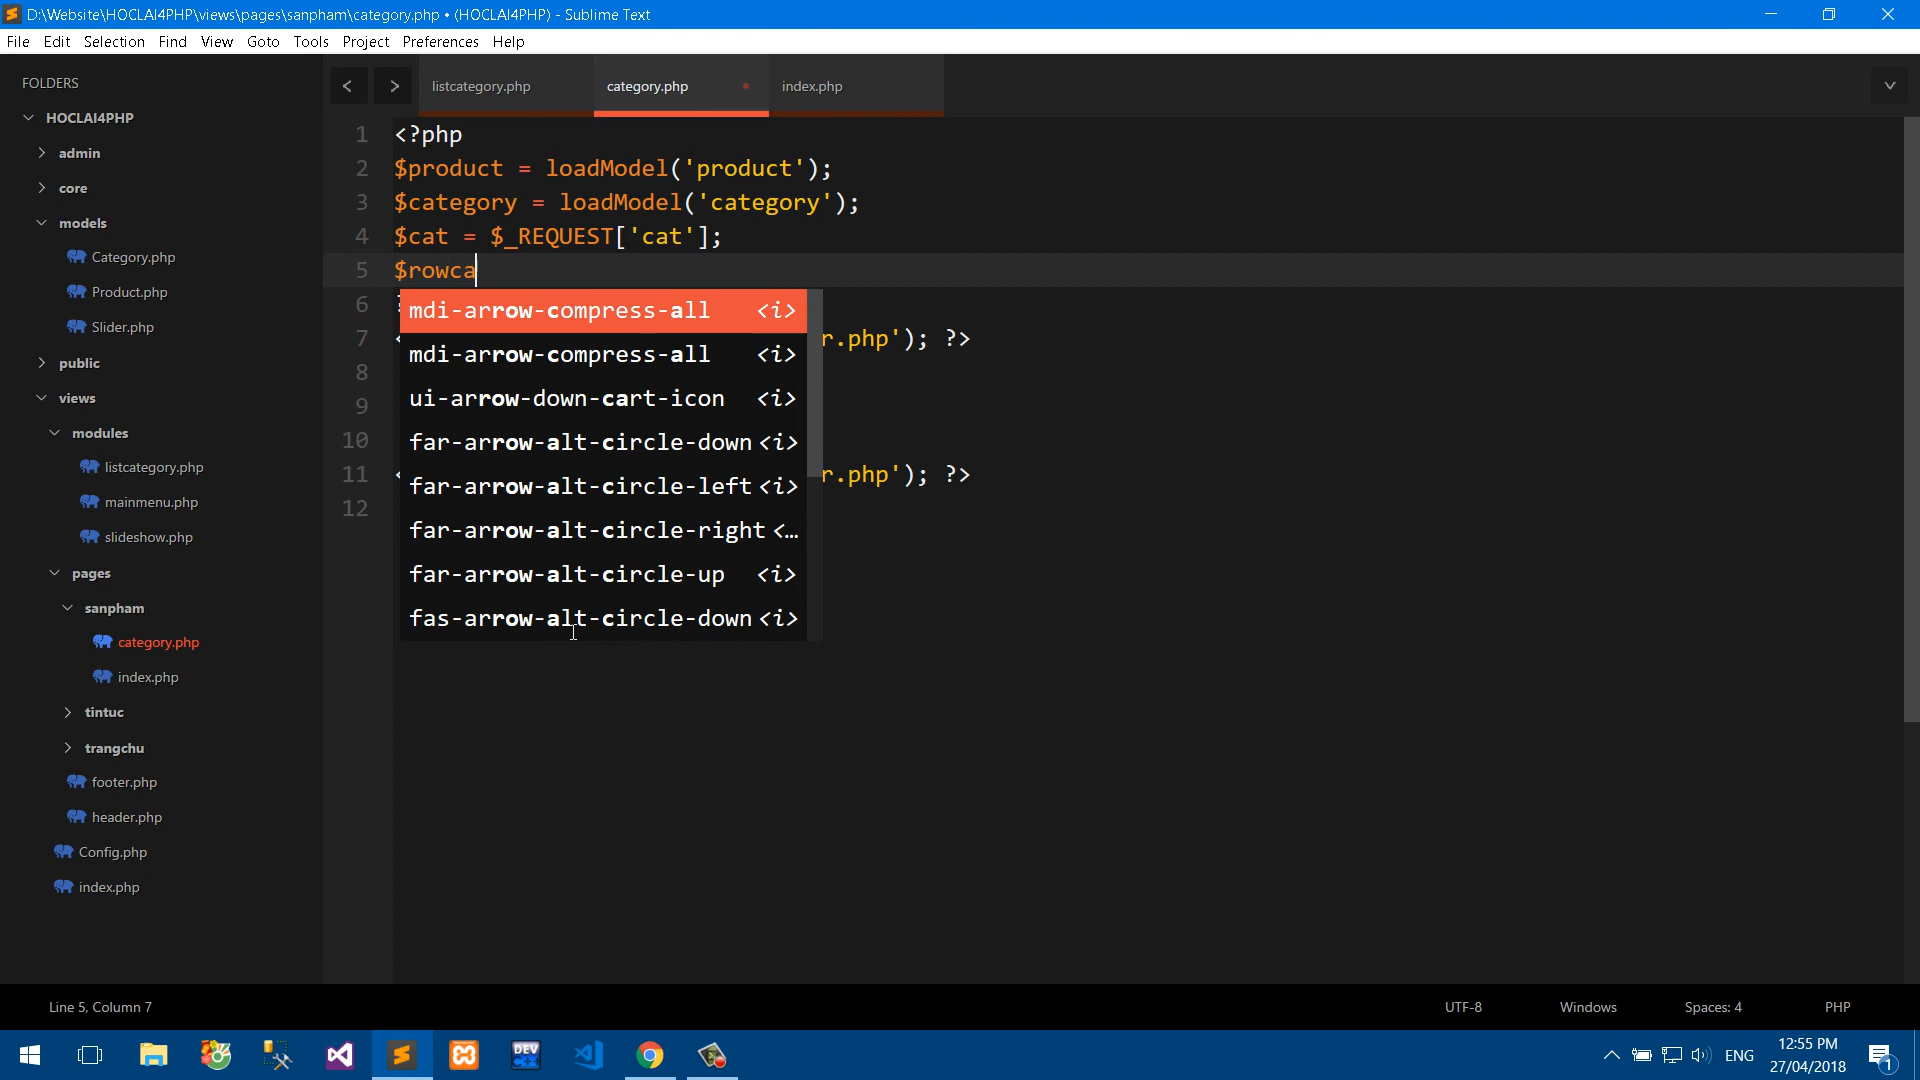 D:\Website\HOCLAI4PHP\views\pages\sanpham\category.php • (HOCLAI4PHP) - Sublime Text
File Edit Selection Find View Goto Tools Project Preferences Help
FOLDERS
HOCLAI4PHP
admin
core
models
Category.php
Product.php
Slider.php
public
views
modules
listcategory.php
mainmenu.php
slideshow.php
pages
sanpham
category.php
index.php
tintuc
trangchu
footer.php
header.php
Config.php
index.php
listcategory.php category.php index.php
1 <?php
2 $product = loadModel('product');
3 $category = loadModel('category');
4 $cat = $_REQUEST['cat'];
5 $rowca
6
7 r.php'); ?>
8
9
10
11 r.php'); ?>
12
mdi-arrow-compress-all <i>
mdi-arrow-compress-all <i>
ui-arrow-down-cart-icon <i>
far-arrow-alt-circle-down <i>
far-arrow-alt-circle-left <i>
far-arrow-alt-circle-right <…
far-arrow-alt-circle-up <i>
fas-arrow-alt-circle-down <i>
Line 5, Column 7 UTF-8 Windows Spaces: 4 PHP
DEV
ENG
12:55 PM
27/04/2018
1